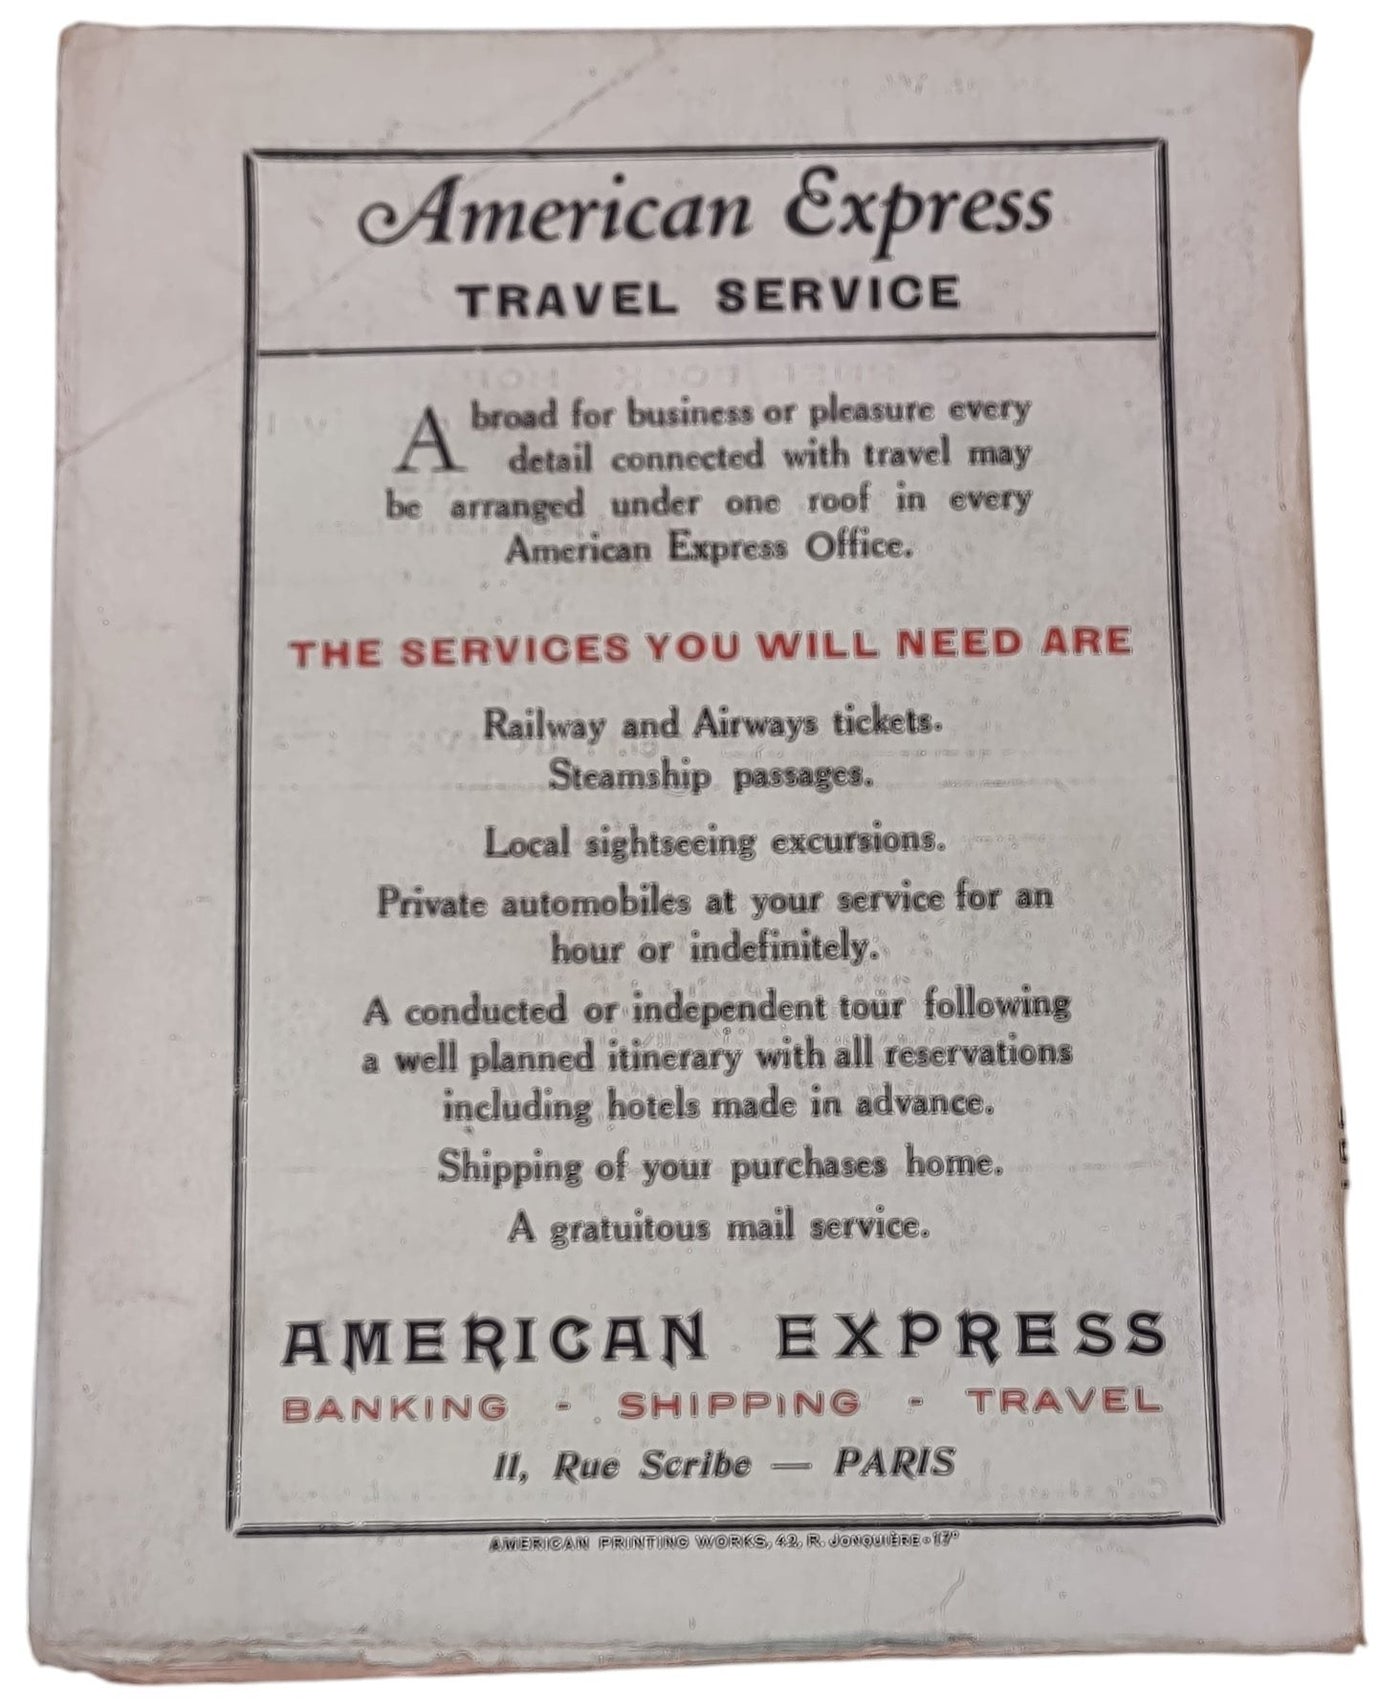 American Express
TRAVEL SERVICE
Abroad for business or pleasure every
detail connected with travel may
be arranged under one roof in every
American Express Office.
THE SERVICES YOU WILL NEED ARE
Railway and Airways tickets.
Steamship passages.
Local sightseeing excursions.
Private automobiles at your service for an
hour or indefinitely.
A conducted or independent tour following
a well planned itinerary with all reservations
including hotels made in advance.
Shipping of your purchases home.
A gratuitous mail service.
AMERICAN EXPRESS
BANKING - SHIPPING - TRAVEL
11, Rue Scribe — PARIS
AMERICAN PRINTING WORKS, 42, R. JONQUIÈRE-17ᵉ